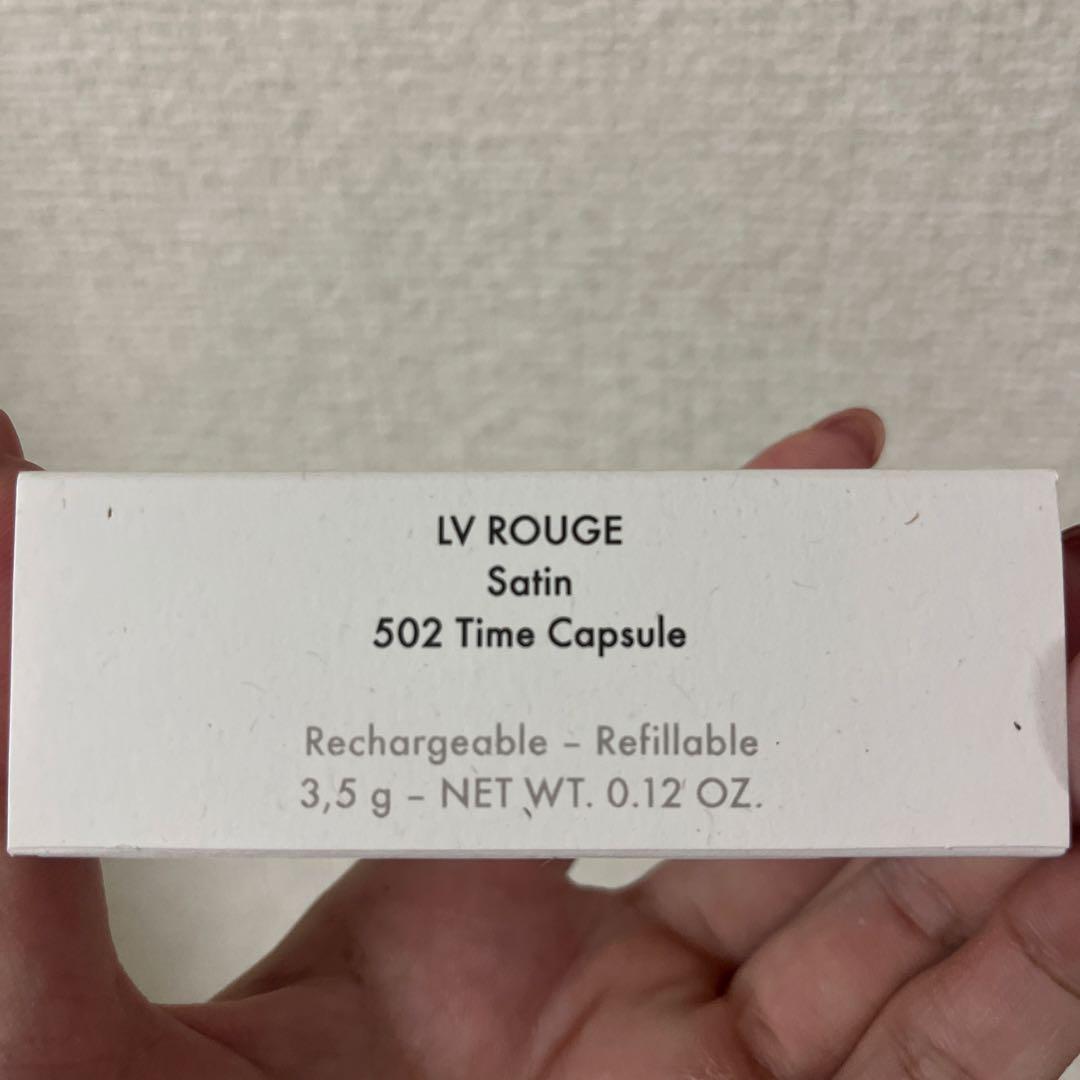 LV ROUGE
Satin
502 Time Capsule
Rechargeable – Refillable
3,5 g – NET WT. 0.12 OZ.